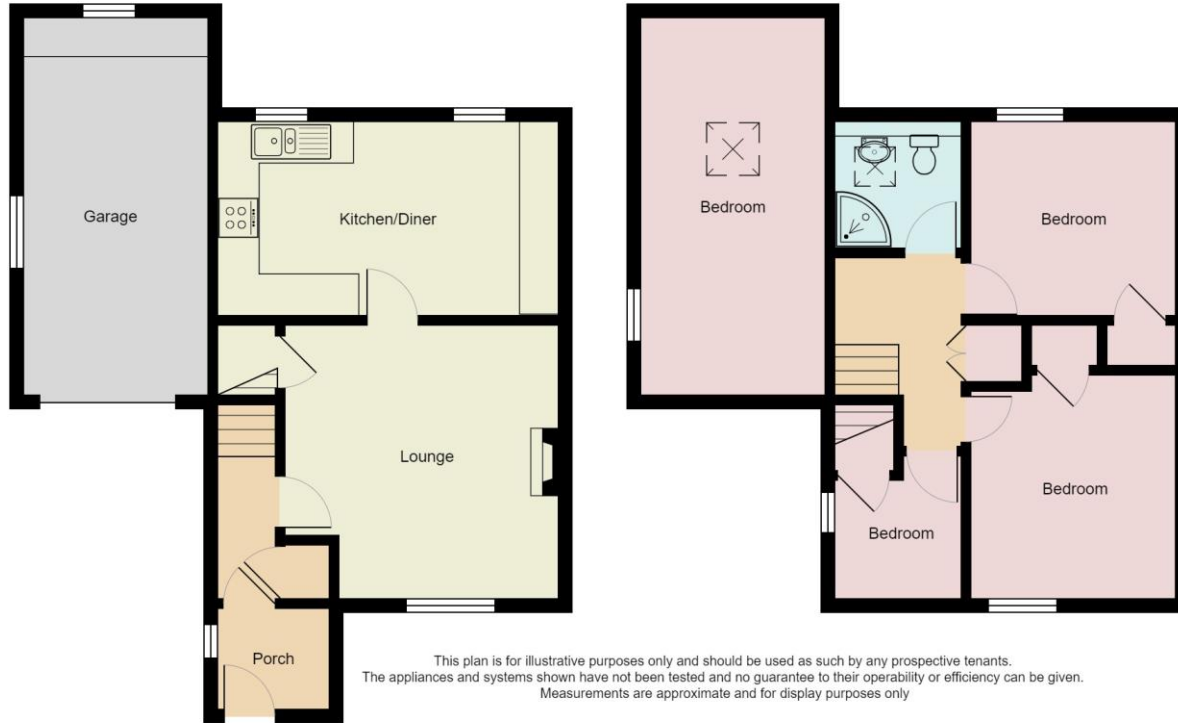 Garage
Kitchen/Diner
Lounge
Porch
Bedroom
Bedroom
Bedroom
Bedroom
This plan is for illustrative purposes only and should be used as such by any prospective tenants.
The appliances and systems shown have not been tested and no guarantee to their operability or efficiency can be given.
Measurements are approximate and for display purposes only